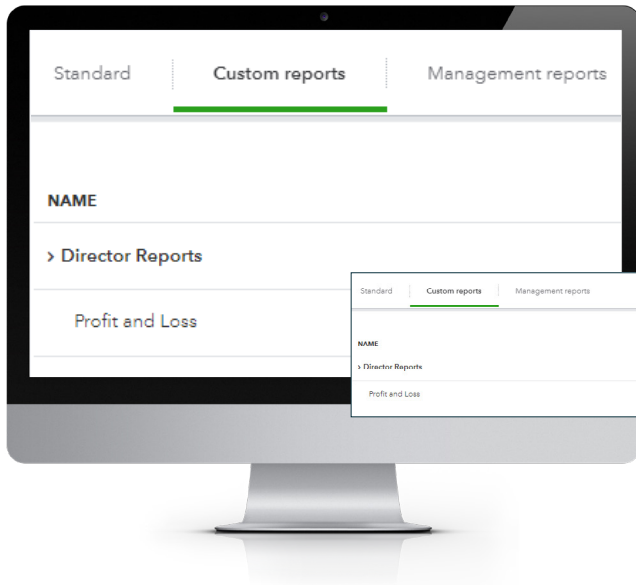 Standard Custom reports Management reports
NAME
> Director Reports
Profit and Loss
Standard Custom reports Management reports
NAME
> Director Reports
Profit and Loss